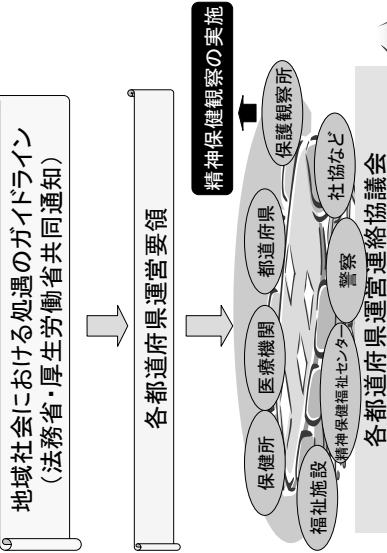 地域社会における処遇のガイドライン
(法務省・厚生労働省共同通知)
各都道府県運営要領
精神保健観察の実施
保健所
医療機関
都道府県
保護観察所
福祉施設
精神保健福祉センター
警察
社協など
各都道府県運営連絡協議会